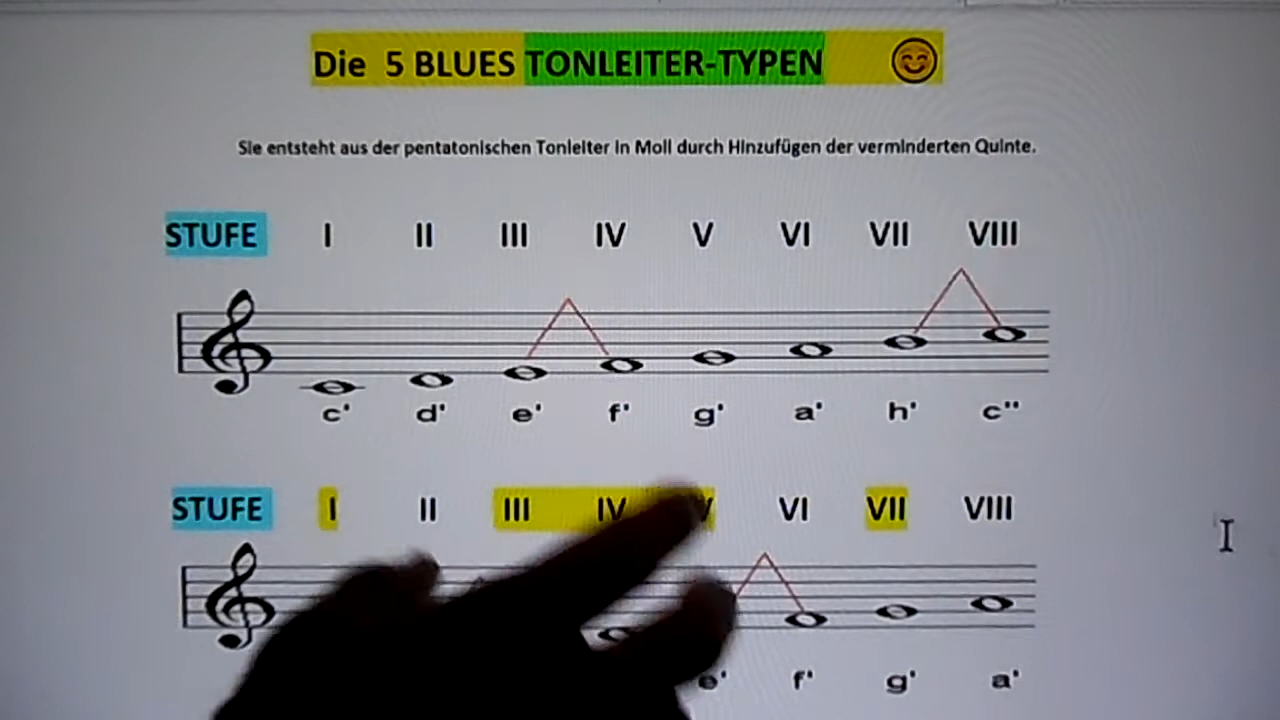 Die 5 BLUES TONLEITER-TYPEN
Sie entsteht aus der pentatonischen Tonleiter in Moll durch Hinzufügen der verminderten Quinte.
STUFE I II III IV V VI VII VIII
c' d' e' f' g' a' h' c''
STUFE I II III IV V VI VII VIII
e' f' g' a'